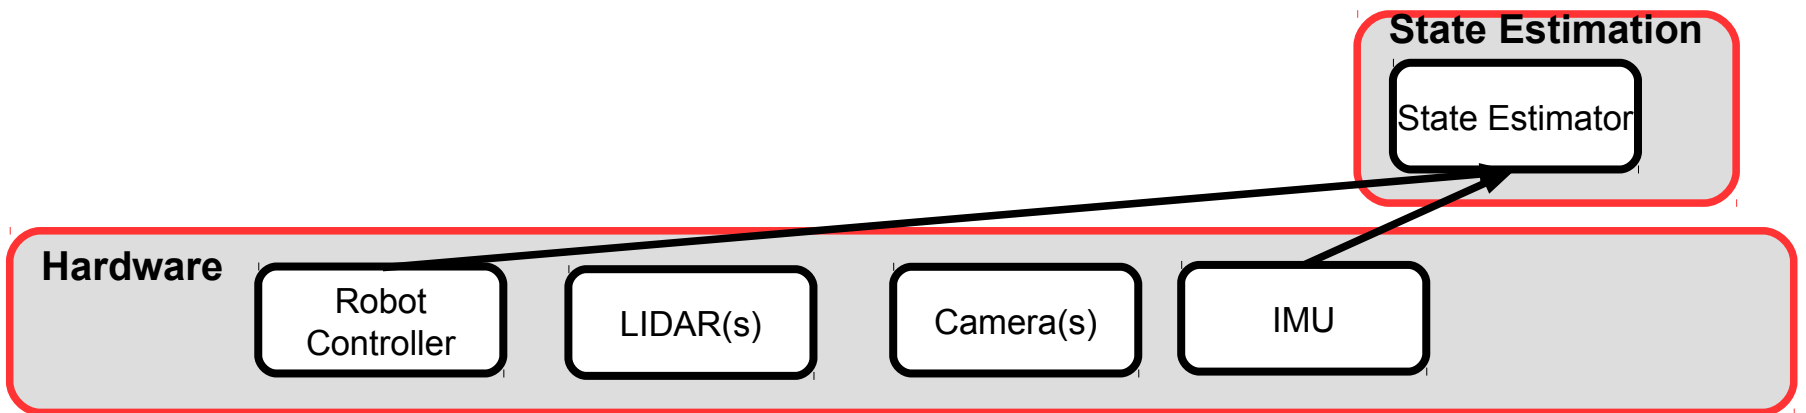 State Estimation
State Estimator
Hardware
Robot
Controller
LIDAR(s)
Camera(s)
IMU